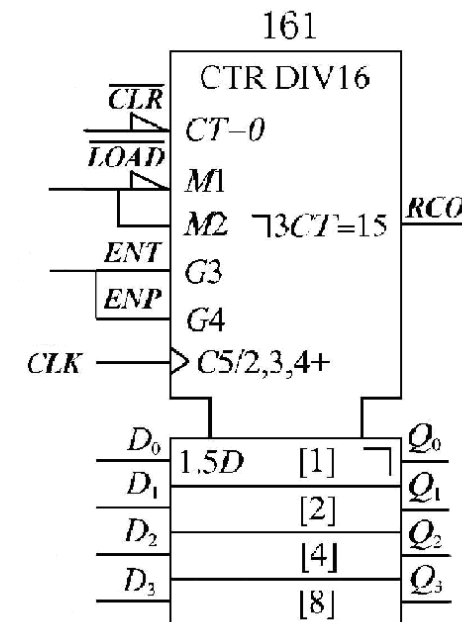 161
CTR DIV16
CLR
CT-0
LOAD
M1
M2
⌝3CT=15
RCO
ENT
G3
ENP
G4
CLK
C5/2,3,4+
D₀
1.5D
[1]
⌝
Q₀
D₁
[2]
Q₁
D₂
[4]
Q₂
D₃
[8]
Q₃